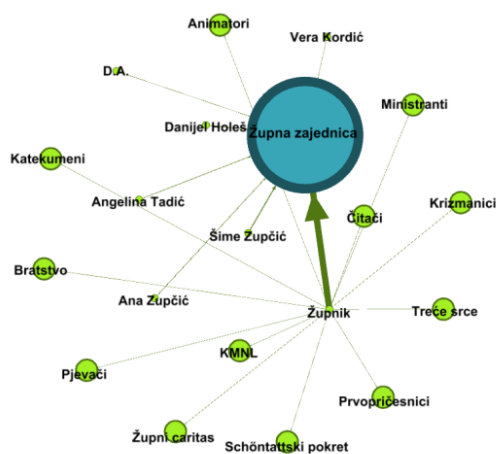 Animatori
Vera Kordić
D.A.
Ministranti
Danijel Holeš
Župna zajednica
Katekumeni
Angelina Tadić
Krizmanici
Čitači
Šime Zupčić
Bratstvo
Ana Zupčić
Župnik
Treće srce
KMNL
Pjevači
Prvopričesnici
Župni caritas
Schöntattski pokret